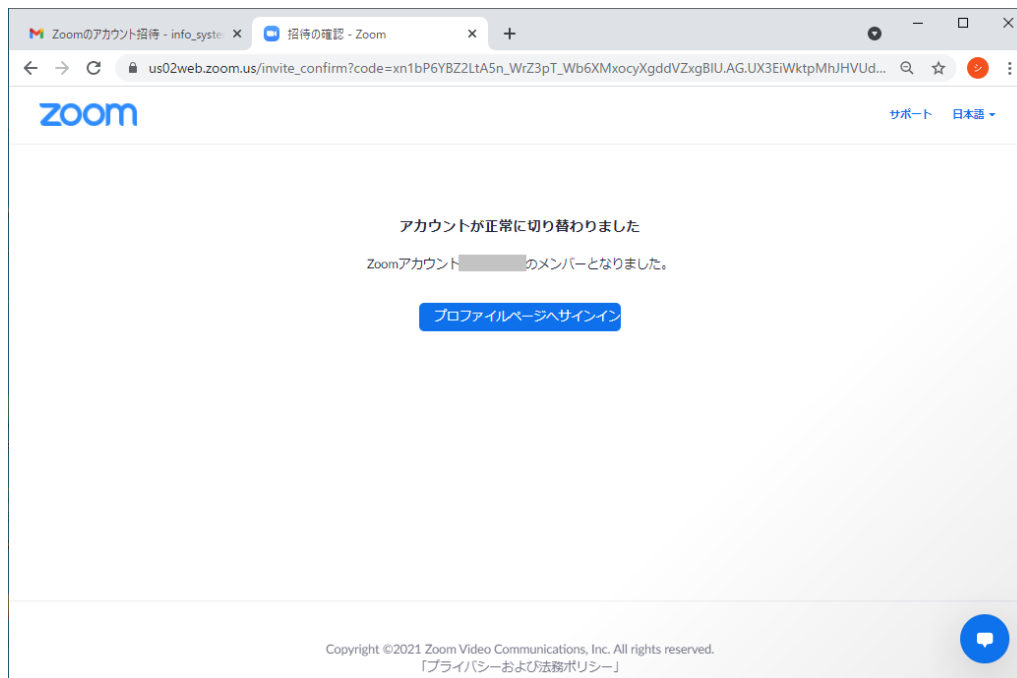 Zoomのアカウント招待 - info_syste
招待の確認 - Zoom
us02web.zoom.us/invite_confirm?code=xn1bP6YBZ2LtA5n_WrZ3pT_Wb6XMxocyXgddVZxgBIU.AG.UX3EiWktpMhJHVUd...
シ
zoom
サポート 日本語
アカウントが正常に切り替わりました
Zoomアカウント のメンバーとなりました。
プロファイルページへサインイン
Copyright ©2021 Zoom Video Communications, Inc. All rights reserved.
「プライバシーおよび法務ポリシー」